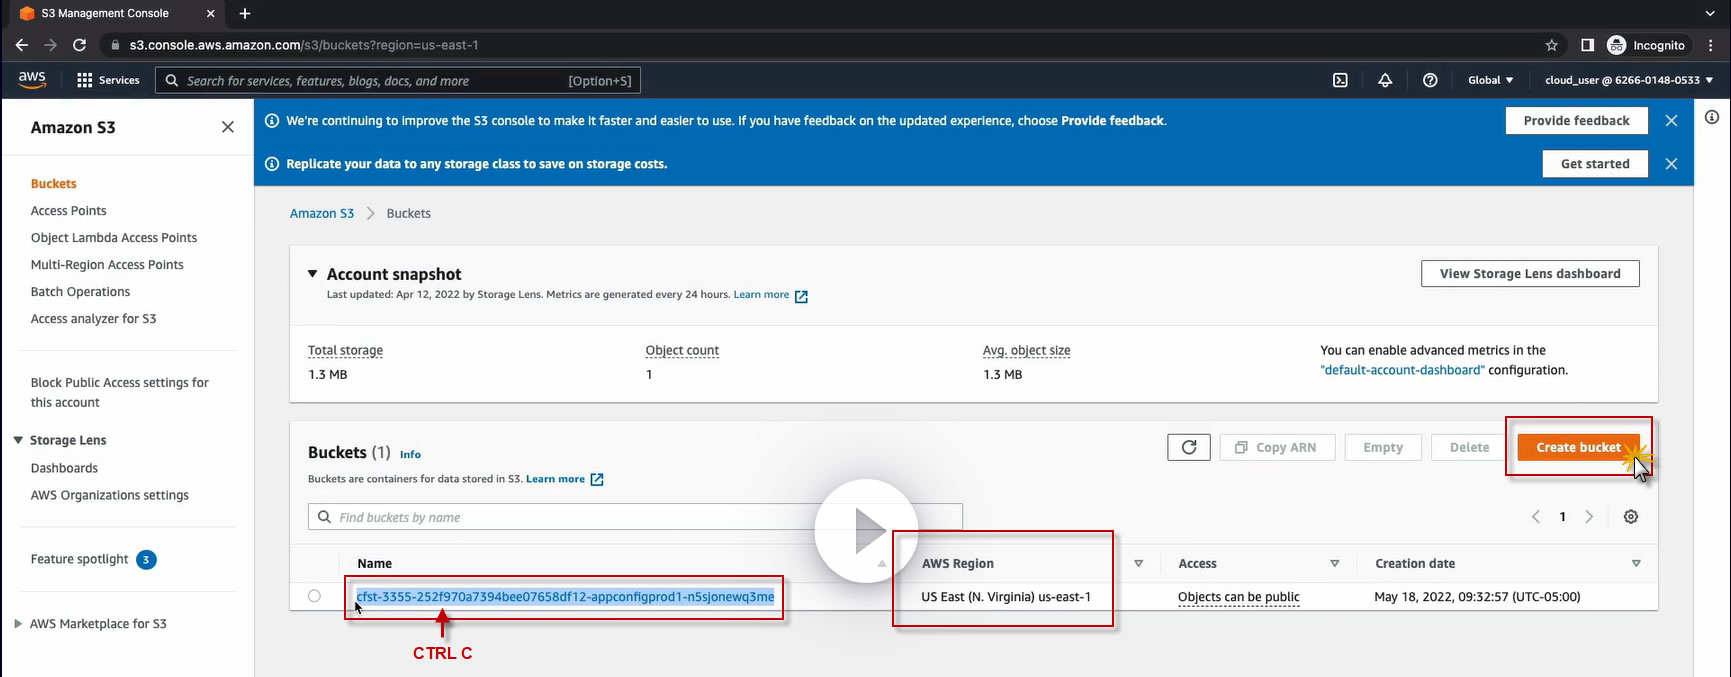 S3 Management Console
s3.console.aws.amazon.com/s3/buckets?region=us-east-1
Incognito
aws
Services
Search for services, features, blogs, docs, and more
[Option+S]
Global
cloud_user @ 6266-0148-0533
Amazon S3
Buckets
Access Points
Object Lambda Access Points
Multi-Region Access Points
Batch Operations
Access analyzer for S3
Block Public Access settings for
this account
Storage Lens
Dashboards
AWS Organizations settings
Feature spotlight 3
AWS Marketplace for S3
We're continuing to improve the S3 console to make it faster and easier to use. If you have feedback on the updated experience, choose Provide feedback.
Provide feedback
Replicate your data to any storage class to save on storage costs.
Get started
Amazon S3 > Buckets
Account snapshot
Last updated: Apr 12, 2022 by Storage Lens. Metrics are generated every 24 hours. Learn more
View Storage Lens dashboard
Total storage
1.3 MB
Object count
1
Avg. object size
1.3 MB
You can enable advanced metrics in the
"default-account-dashboard" configuration.
Buckets (1) Info
Buckets are containers for data stored in S3. Learn more
Copy ARN
Empty
Delete
Create bucket
Find buckets by name
1
Name
AWS Region
Access
Creation date
cfst-3355-252f970a7394bee07658df12-appconfigprod1-n5sjonewq3me
US East (N. Virginia) us-east-1
Objects can be public
May 18, 2022, 09:32:57 (UTC-05:00)
CTRL C